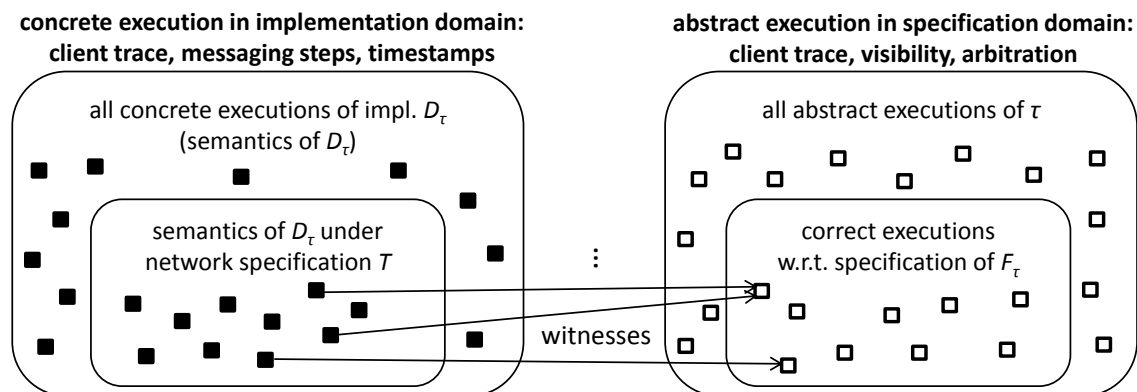 concrete execution in implementation domain:
client trace, messaging steps, timestamps
abstract execution in specification domain:
client trace, visibility, arbitration
all concrete executions of impl. Dτ
(semantics of Dτ)
all abstract executions of τ
semantics of Dτ under
network specification T
⋮
correct executions
w.r.t. specification of Fτ
witnesses